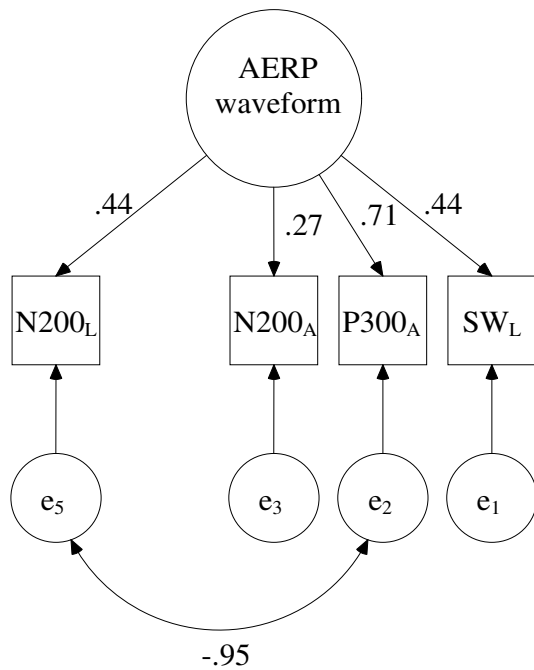 AERP
waveform
.44
.27
.71
.44
N200L
N200A
P300A
SWL
e5
e3
e2
e1
-.95